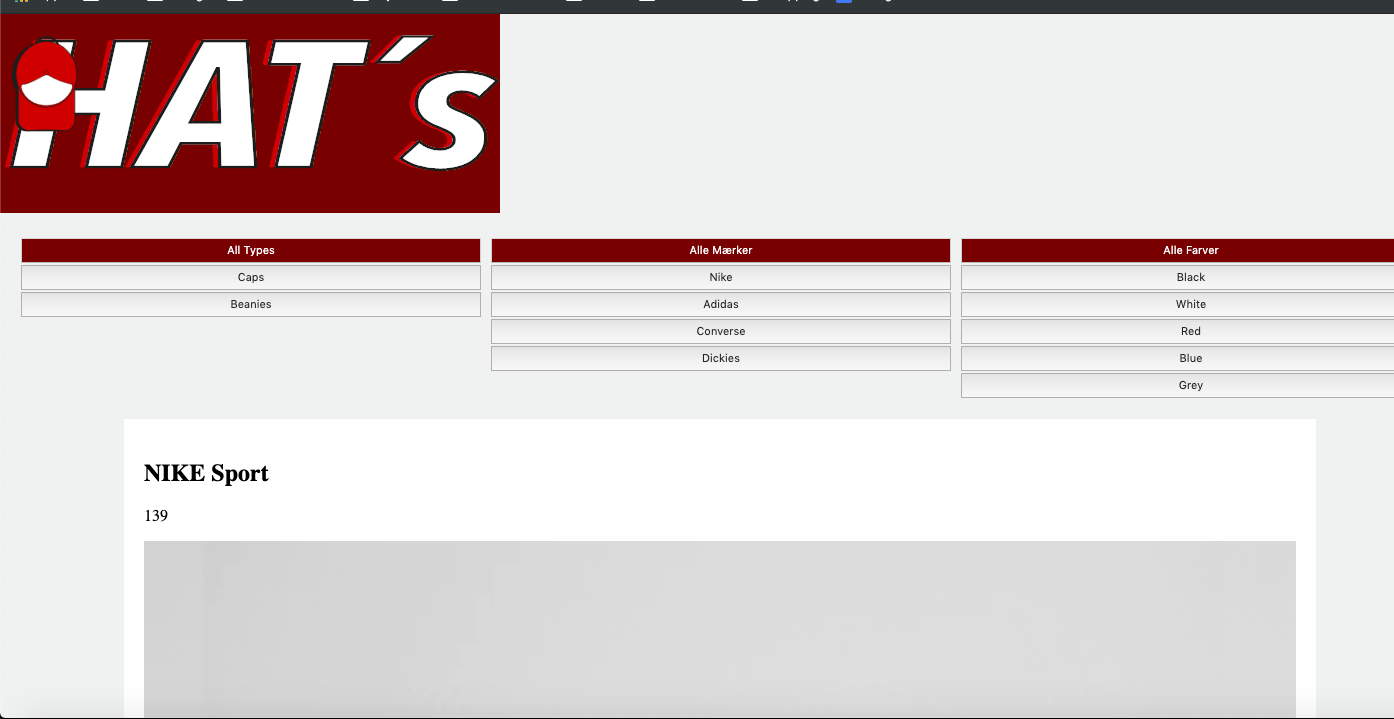 HAT´s
All Types
Caps
Beanies
Alle Mærker
Nike
Adidas
Converse
Dickies
Alle Farver
Black
White
Red
Blue
Grey
NIKE Sport
139